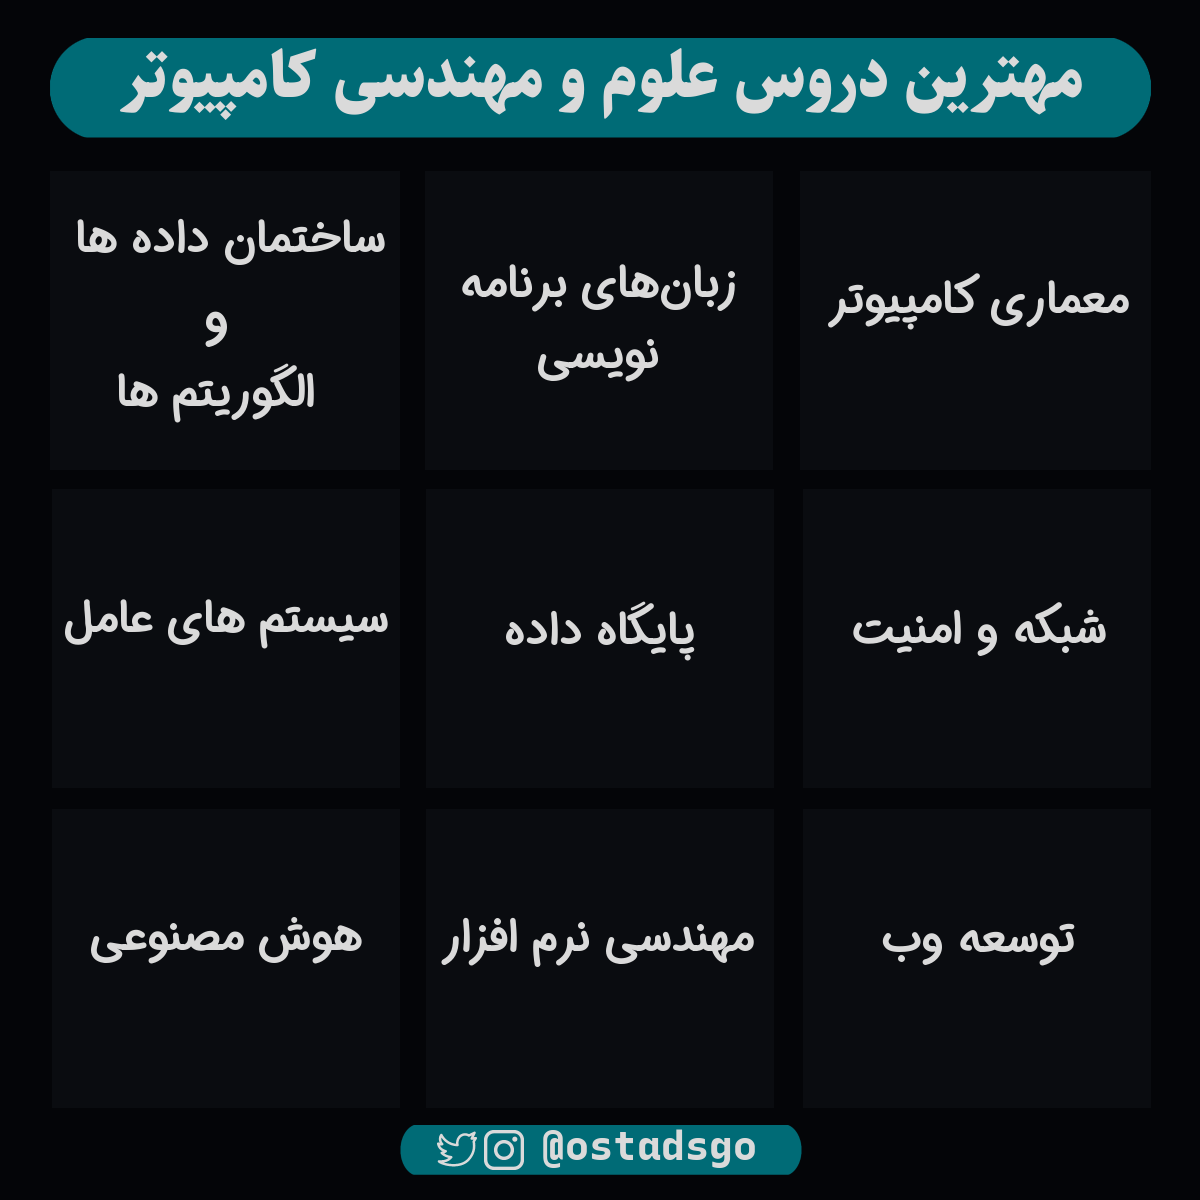 مهترین دروس علوم و مهندسی کامپیوتر
معماری کامپیوتر
زبان‌های برنامه
نویسی
ساختمان داده ها
و
الگوریتم ها
شبکه و امنیت
پایگاه داده
سیستم های عامل
توسعه وب
مهندسی نرم افزار
هوش مصنوعی
@ostadsgo